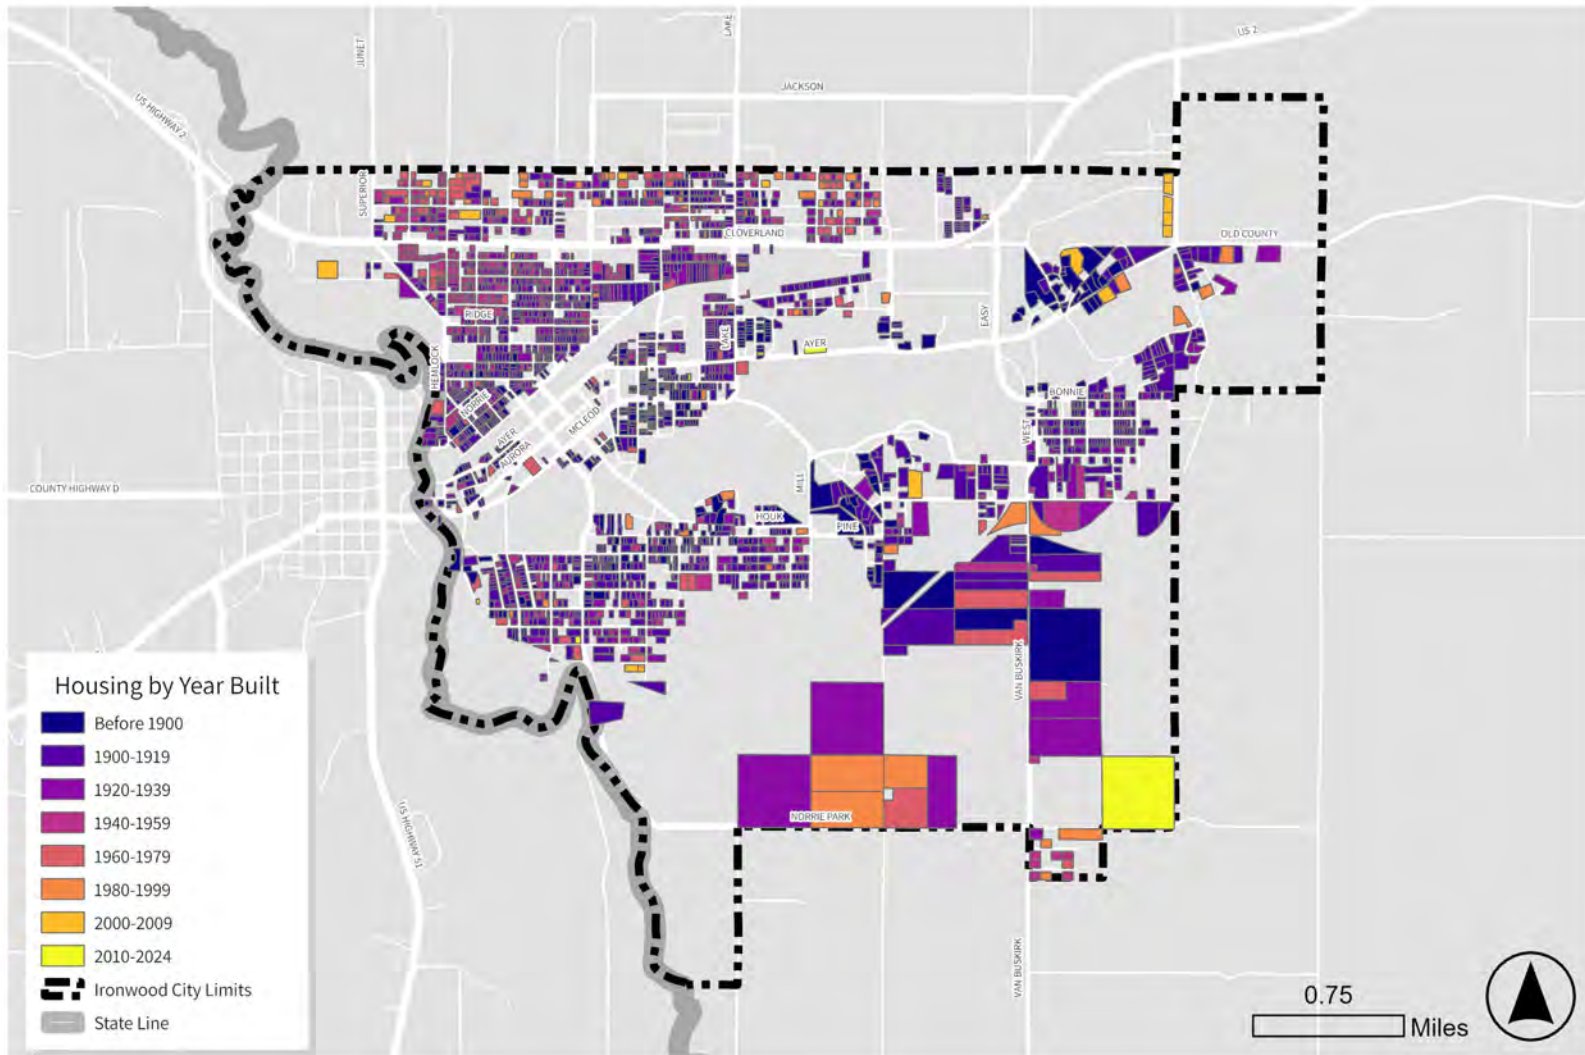 LAKE
US 2
JUNET
JACKSON
US HIGHWAY 2
SUPERIOR
CLOVERLAND
OLD COUNTY
RIDGE
EASY
LAKE
AYER
HEMLOCK
BONNIE
NORRIE
MCLEOD
WEST
AYER
AURORA
MILL
COUNTY HIGHWAY D
HOUK
PINE
VAN BUSKIRK
NORRIE PARK
US HIGHWAY 51
VAN BUSKIRK
Housing by Year Built
Before 1900
1900-1919
1920-1939
1940-1959
1960-1979
1980-1999
2000-2009
2010-2024
Ironwood City Limits
State Line
0.75
Miles